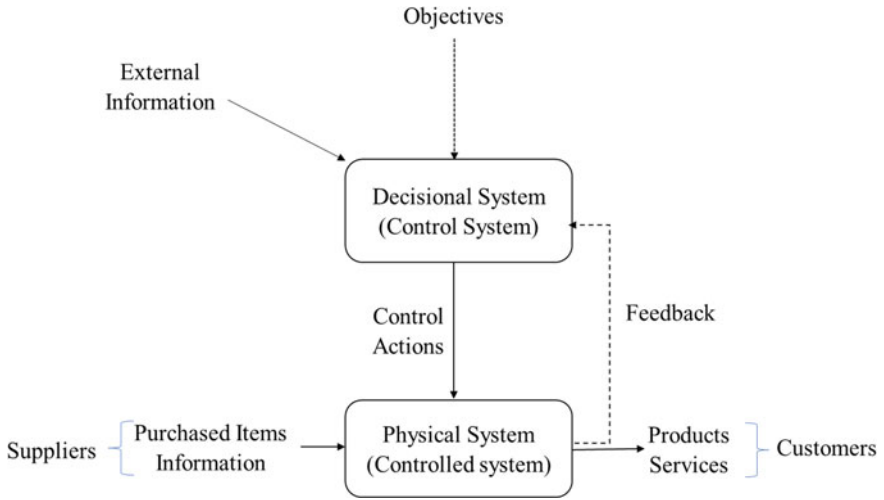 Objectives
External
Information
Decisional System
(Control System)
Control
Actions
Feedback
Suppliers
Purchased Items
Information
Physical System
(Controlled system)
Products
Services
Customers